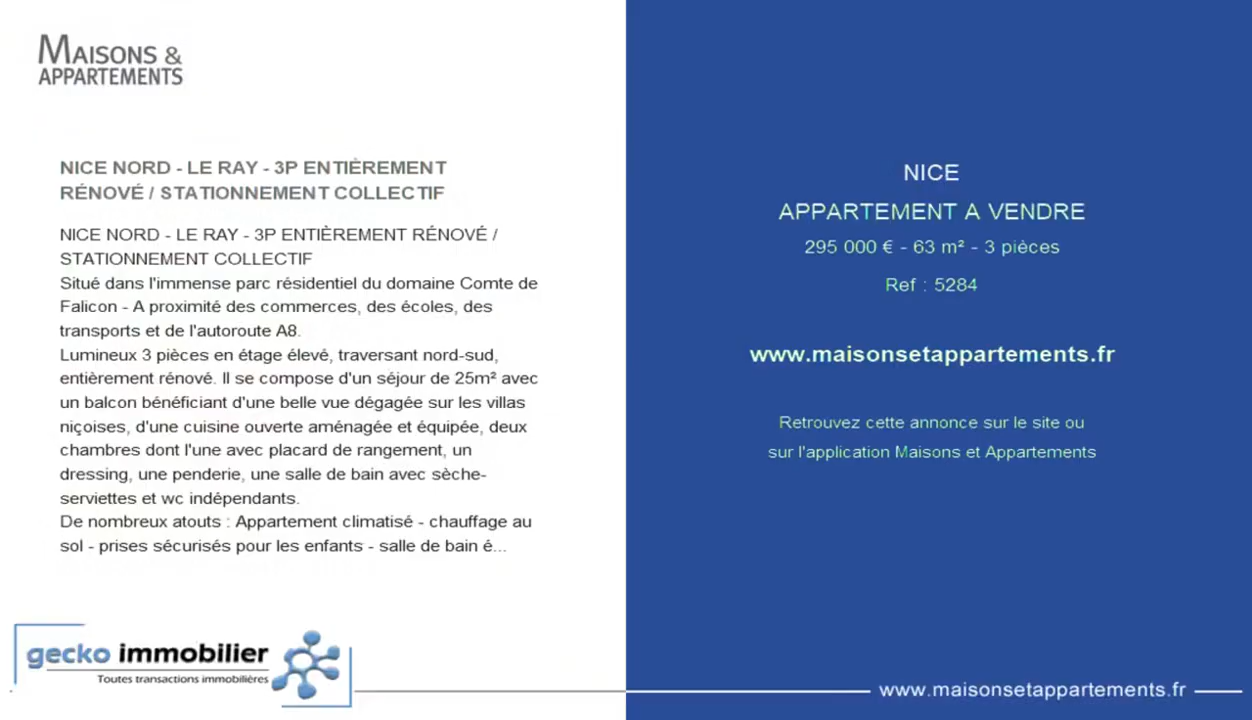 MAISONS &
APPARTEMENTS
NICE NORD - LE RAY - 3P ENTIÈREMENT
RÉNOVÉ / STATIONNEMENT COLLECTIF
NICE NORD - LE RAY - 3P ENTIÈREMENT RÉNOVÉ /
STATIONNEMENT COLLECTIF
Situé dans l'immense parc résidentiel du domaine Comte de
Falicon - A proximité des commerces, des écoles, des
transports et de l'autoroute A8.
Lumineux 3 pièces en étage élevé, traversant nord-sud,
entièrement rénové. Il se compose d'un séjour de 25m² avec
un balcon bénéficiant d'une belle vue dégagée sur les villas
niçoises, d'une cuisine ouverte aménagée et équipée, deux
chambres dont l'une avec placard de rangement, un
dressing, une penderie, une salle de bain avec sèche-
serviettes et wc indépendants.
De nombreux atouts : Appartement climatisé - chauffage au
sol - prises sécurisés pour les enfants - salle de bain é...
gecko immobilier
Toutes transactions immobilières
NICE
APPARTEMENT A VENDRE
295 000 € - 63 m² - 3 pièces
Ref : 5284
www.maisonsetappartements.fr
Retrouvez cette annonce sur le site ou
sur l'application Maisons et Appartements
www.maisonsetappartements.fr